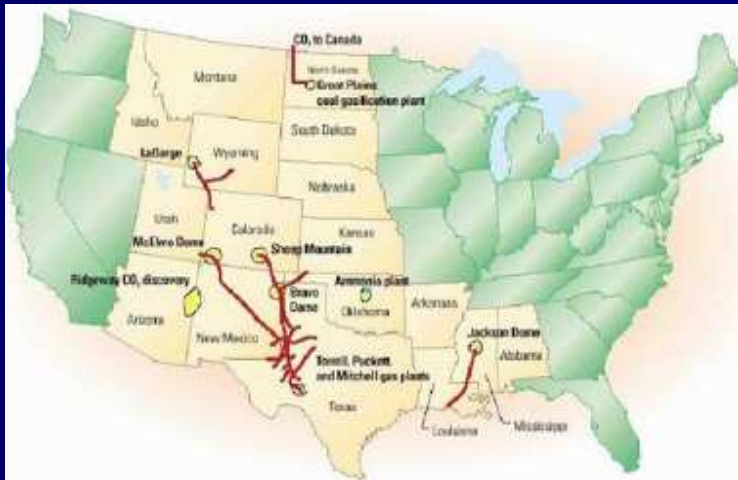 CO₂ to Canada
North Dakota
Great Plains
coal gasification plant
Montana
Idaho
South Dakota
LaBarge
Wyoming
Nebraska
Utah
Colorado
Kansas
McElmo Dome
Sheep Mountain
Ridgeway CO₂ discovery
Bravo
Dome
Ammonia plant
Oklahoma
Arkansas
Arizona
New Mexico
Jackson Dome
Alabama
Terrell, Puckett,
and Mitchell gas plants
Texas
Louisiana
Mississippi